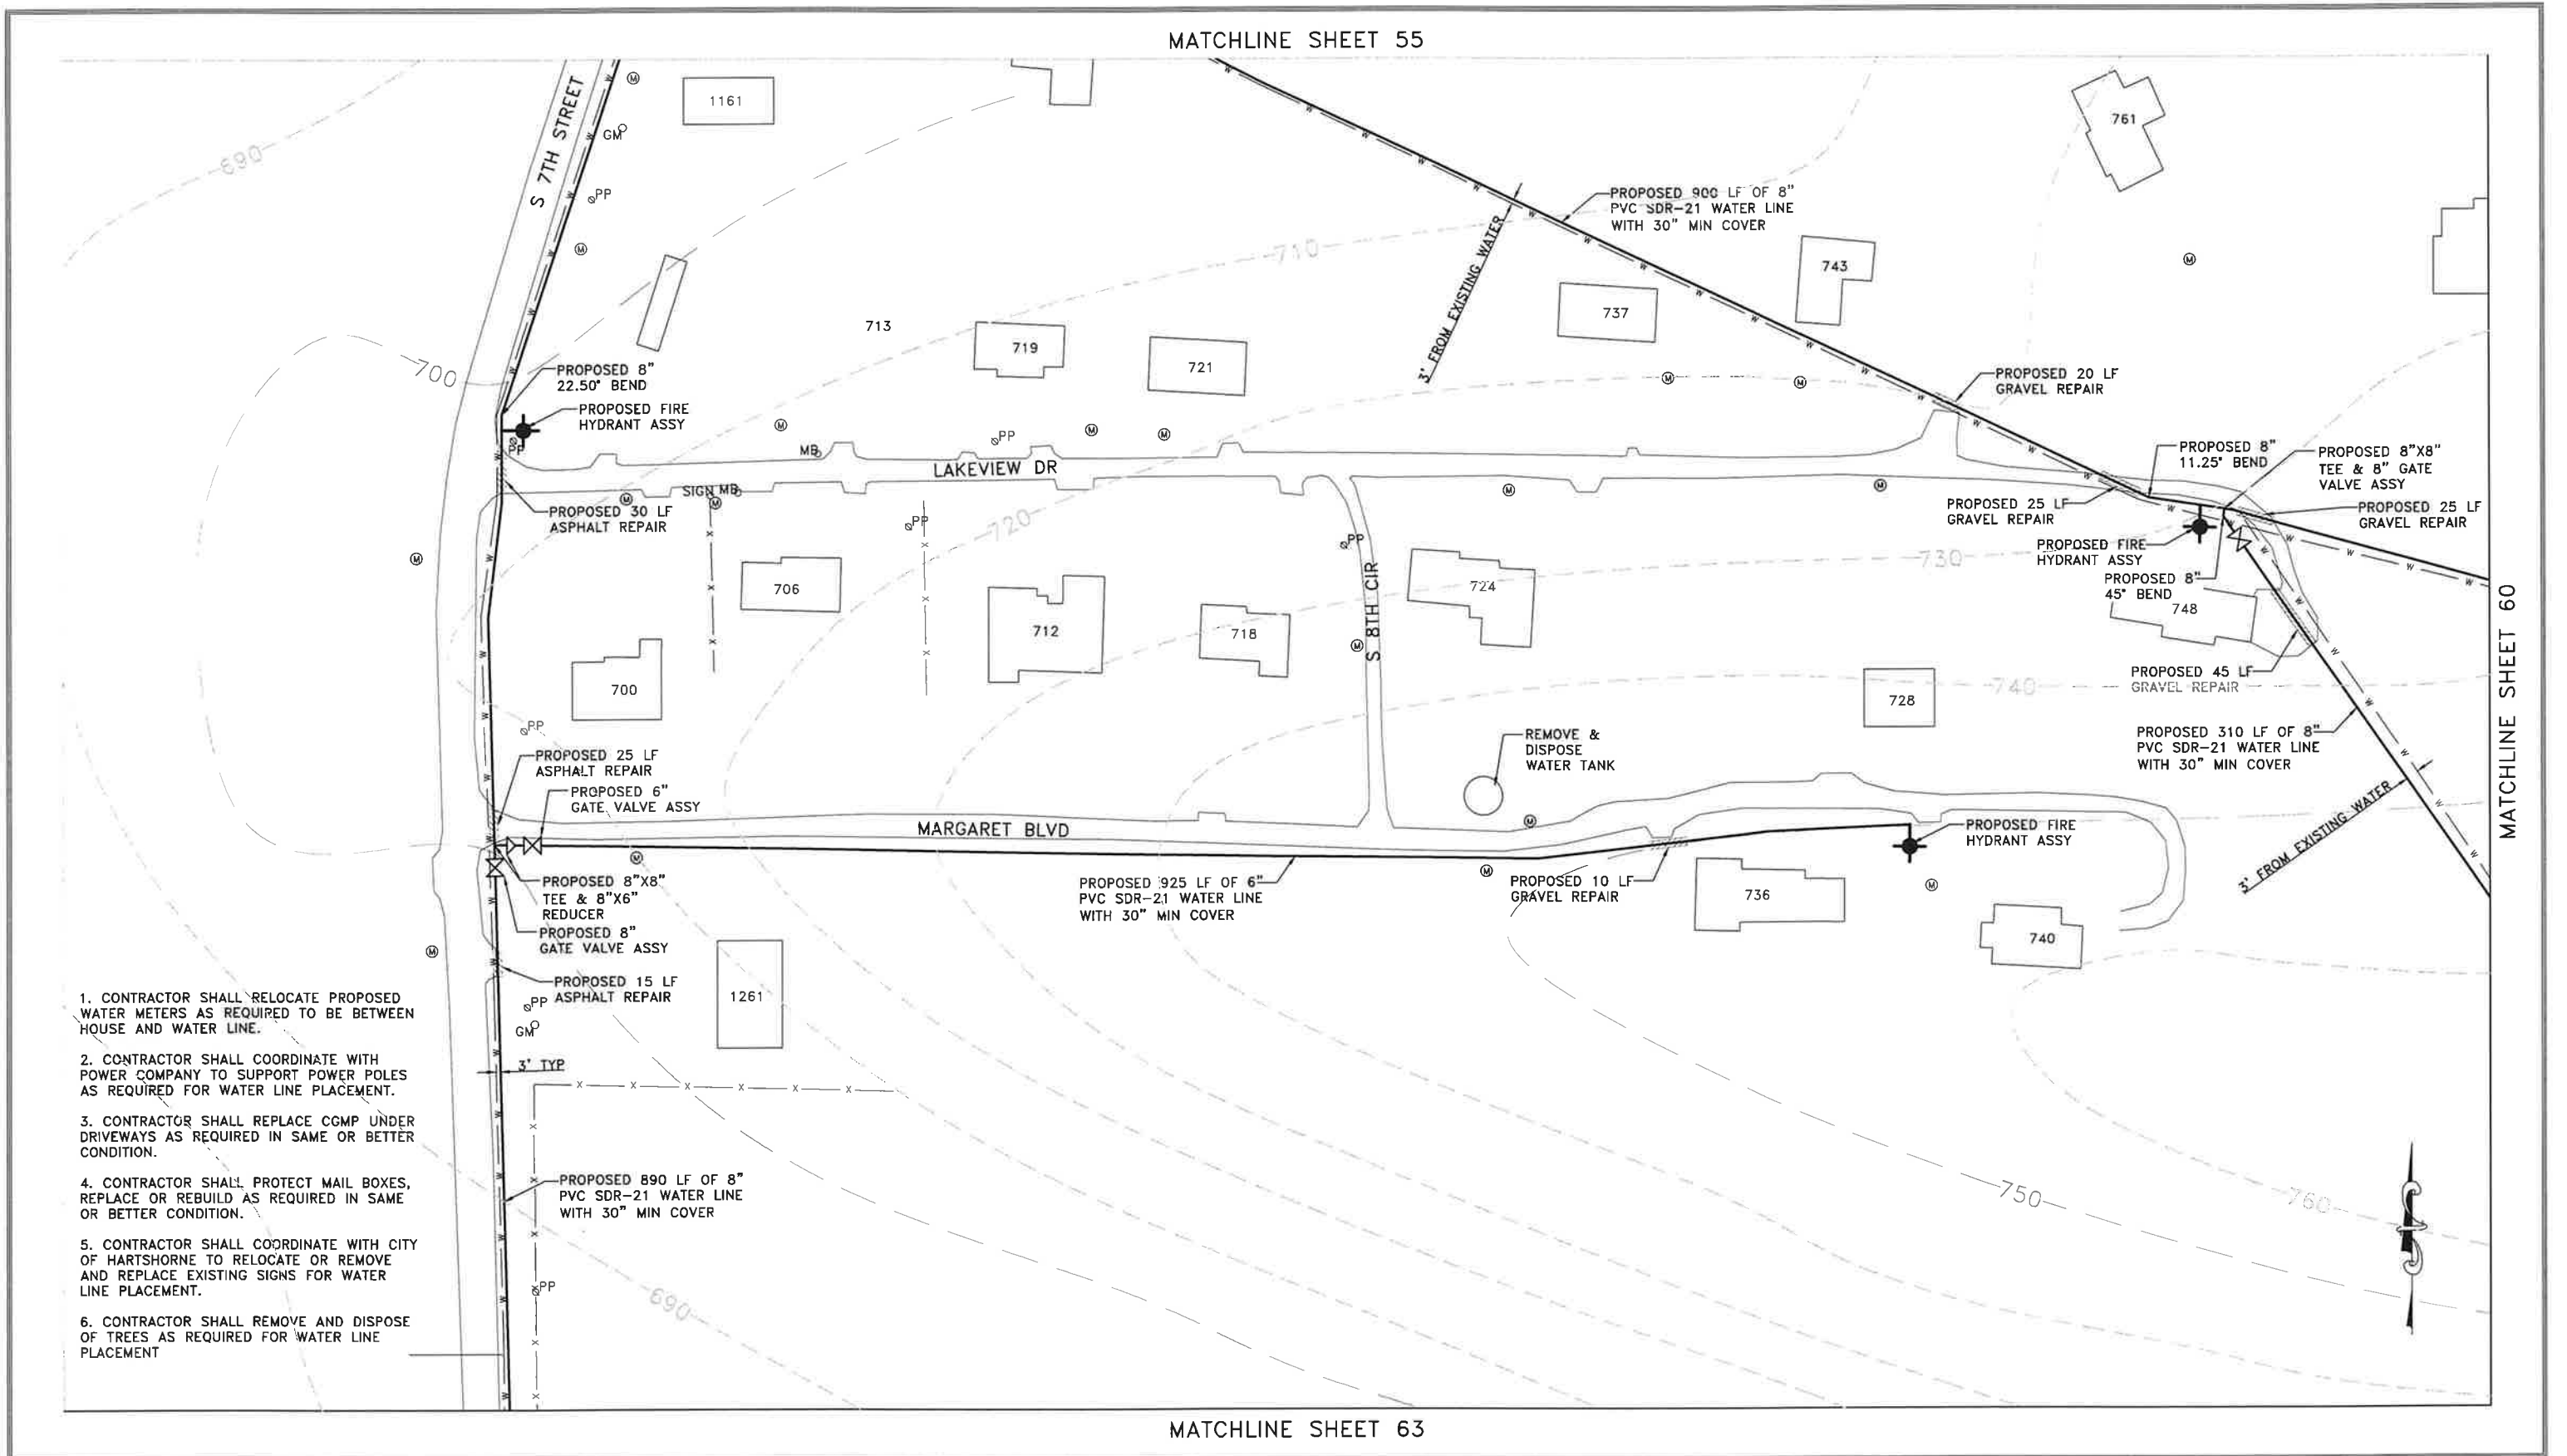 MATCHLINE SHEET 55
S 7TH STREET
1161
GM
PP
690
710
761
PROPOSED 900 LF OF 8"
PVC SDR-21 WATER LINE
WITH 30" MIN COVER
3' FROM EXISTING WATER
743
737
713
719
721
700
PROPOSED 8"
22.50° BEND
PROPOSED FIRE
HYDRANT ASSY
PP
PROPOSED 20 LF
GRAVEL REPAIR
MB
PP
LAKEVIEW DR
SIGN MB
PROPOSED 30 LF
ASPHALT REPAIR
PP
720
PP
PROPOSED 8"
11.25° BEND
PROPOSED 8"X8"
TEE & 8" GATE
VALVE ASSY
PROPOSED 25 LF
GRAVEL REPAIR
PROPOSED 25 LF
GRAVEL REPAIR
PROPOSED FIRE
HYDRANT ASSY
730
PROPOSED 8"
45° BEND
748
706
712
718
S 8TH CIR
724
700
728
740
PROPOSED 45 LF
GRAVEL REPAIR
PP
PROPOSED 25 LF
ASPHALT REPAIR
PROPOSED 6"
GATE VALVE ASSY
REMOVE &
DISPOSE
WATER TANK
PROPOSED 310 LF OF 8"
PVC SDR-21 WATER LINE
WITH 30" MIN COVER
3' FROM EXISTING WATER
MATCHLINE SHEET 60
MARGARET BLVD
PROPOSED FIRE
HYDRANT ASSY
PROPOSED 8"X8"
TEE & 8"X6"
REDUCER
PROPOSED 8"
GATE VALVE ASSY
PROPOSED 925 LF OF 6"
PVC SDR-21 WATER LINE
WITH 30" MIN COVER
PROPOSED 10 LF
GRAVEL REPAIR
736
740
PROPOSED 15 LF
ASPHALT REPAIR
PP
GM
1261
3' TYP
1. CONTRACTOR SHALL RELOCATE PROPOSED
WATER METERS AS REQUIRED TO BE BETWEEN
HOUSE AND WATER LINE.
2. CONTRACTOR SHALL COORDINATE WITH
POWER COMPANY TO SUPPORT POWER POLES
AS REQUIRED FOR WATER LINE PLACEMENT.
3. CONTRACTOR SHALL REPLACE CGMP UNDER
DRIVEWAYS AS REQUIRED IN SAME OR BETTER
CONDITION.
4. CONTRACTOR SHALL PROTECT MAIL BOXES,
REPLACE OR REBUILD AS REQUIRED IN SAME
OR BETTER CONDITION.
5. CONTRACTOR SHALL COORDINATE WITH CITY
OF HARTSHORNE TO RELOCATE OR REMOVE
AND REPLACE EXISTING SIGNS FOR WATER
LINE PLACEMENT.
6. CONTRACTOR SHALL REMOVE AND DISPOSE
OF TREES AS REQUIRED FOR WATER LINE
PLACEMENT
PROPOSED 890 LF OF 8"
PVC SDR-21 WATER LINE
WITH 30" MIN COVER
PP
690
750
760
MATCHLINE SHEET 63